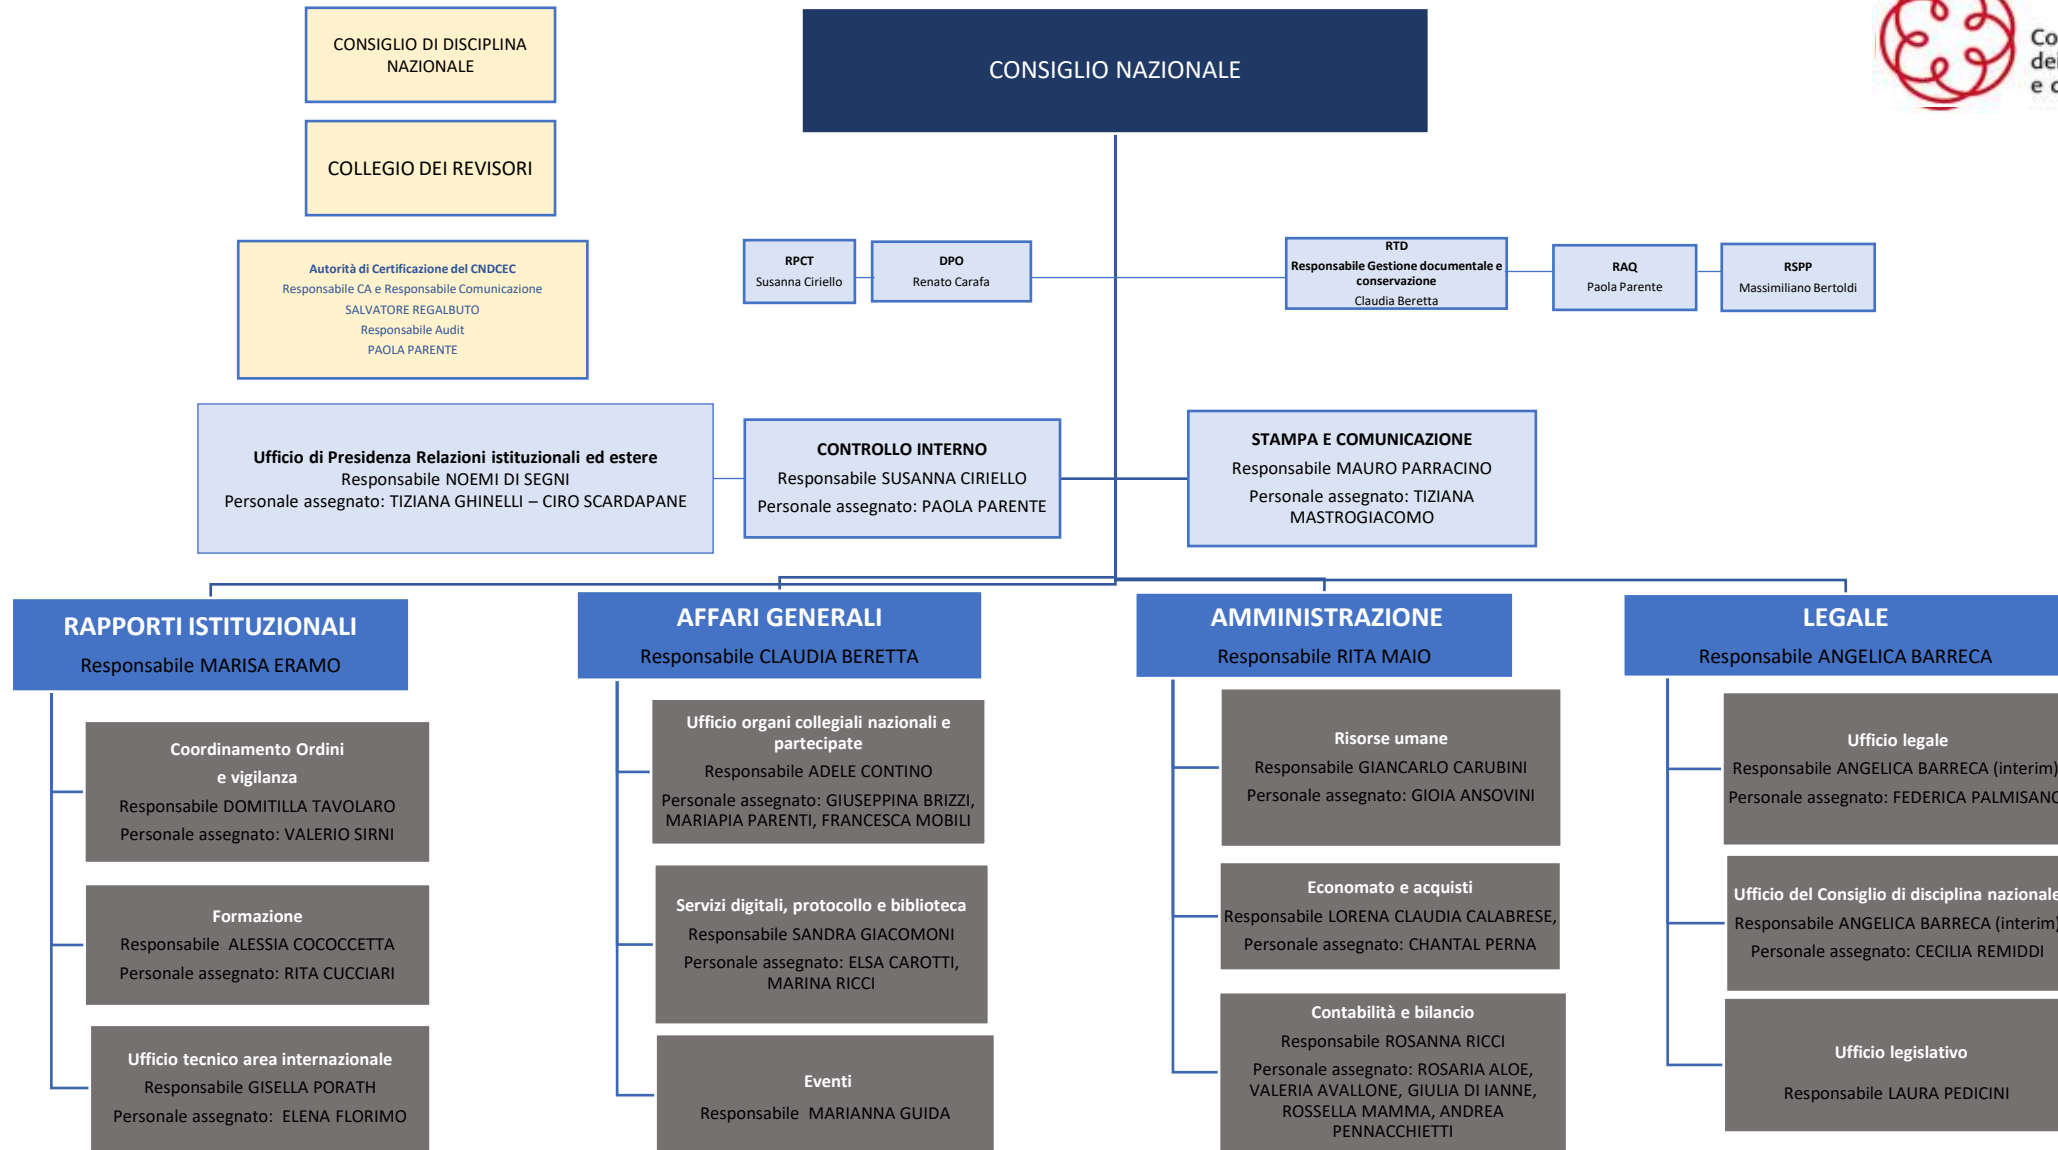 CONSIGLIO DI DISCIPLINA
NAZIONALE
CONSIGLIO NAZIONALE
COLLEGIO DEI REVISORI
Autorità di Certificazione del CNDCEC
Responsabile CA e Responsabile Comunicazione
SALVATORE REGALBUTO
Responsabile Audit
PAOLA PARENTE
RPCT
Susanna Ciriello
DPO
Renato Carafa
RTD
Responsabile Gestione documentale e
conservazione
Claudia Beretta
RAQ
Paola Parente
RSPP
Massimiliano Bertoldi
Ufficio di Presidenza Relazioni istituzionali ed estere
Responsabile NOEMI DI SEGNI
Personale assegnato: TIZIANA GHINELLI – CIRO SCARDAPANE
CONTROLLO INTERNO
Responsabile SUSANNA CIRIELLO
Personale assegnato: PAOLA PARENTE
STAMPA E COMUNICAZIONE
Responsabile MAURO PARRACINO
Personale assegnato: TIZIANA
MASTROGIACOMO
RAPPORTI ISTITUZIONALI
Responsabile MARISA ERAMO
Coordinamento Ordini
e vigilanza
Responsabile DOMITILLA TAVOLARO
Personale assegnato: VALERIO SIRNI
Formazione
Responsabile ALESSIA COCOCCETTA
Personale assegnato: RITA CUCCIARI
Ufficio tecnico area internazionale
Responsabile GISELLA PORATH
Personale assegnato: ELENA FLORIMO
AFFARI GENERALI
Responsabile CLAUDIA BERETTA
Ufficio organi collegiali nazionali e
partecipate
Responsabile ADELE CONTINO
Personale assegnato: GIUSEPPINA BRIZZI,
MARIAPIA PARENTI, FRANCESCA MOBILI
Servizi digitali, protocollo e biblioteca
Responsabile SANDRA GIACOMONI
Personale assegnato: ELSA CAROTTI,
MARINA RICCI
Eventi
Responsabile MARIANNA GUIDA
AMMINISTRAZIONE
Responsabile RITA MAIO
Risorse umane
Responsabile GIANCARLO CARUBINI
Personale assegnato: GIOIA ANSOVINI
Economato e acquisti
Responsabile LORENA CLAUDIA CALABRESE,
Personale assegnato: CHANTAL PERNA
Contabilità e bilancio
Responsabile ROSANNA RICCI
Personale assegnato: ROSARIA ALOE,
VALERIA AVALLONE, GIULIA DI IANNE,
ROSSELLA MAMMA, ANDREA
PENNACCHIETTI
LEGALE
Responsabile ANGELICA BARRECA
Ufficio legale
Responsabile ANGELICA BARRECA (interim)
Personale assegnato: FEDERICA PALMISANO
Ufficio del Consiglio di disciplina nazionale
Responsabile ANGELICA BARRECA (interim)
Personale assegnato: CECILIA REMIDDI
Ufficio legislativo
Responsabile LAURA PEDICINI